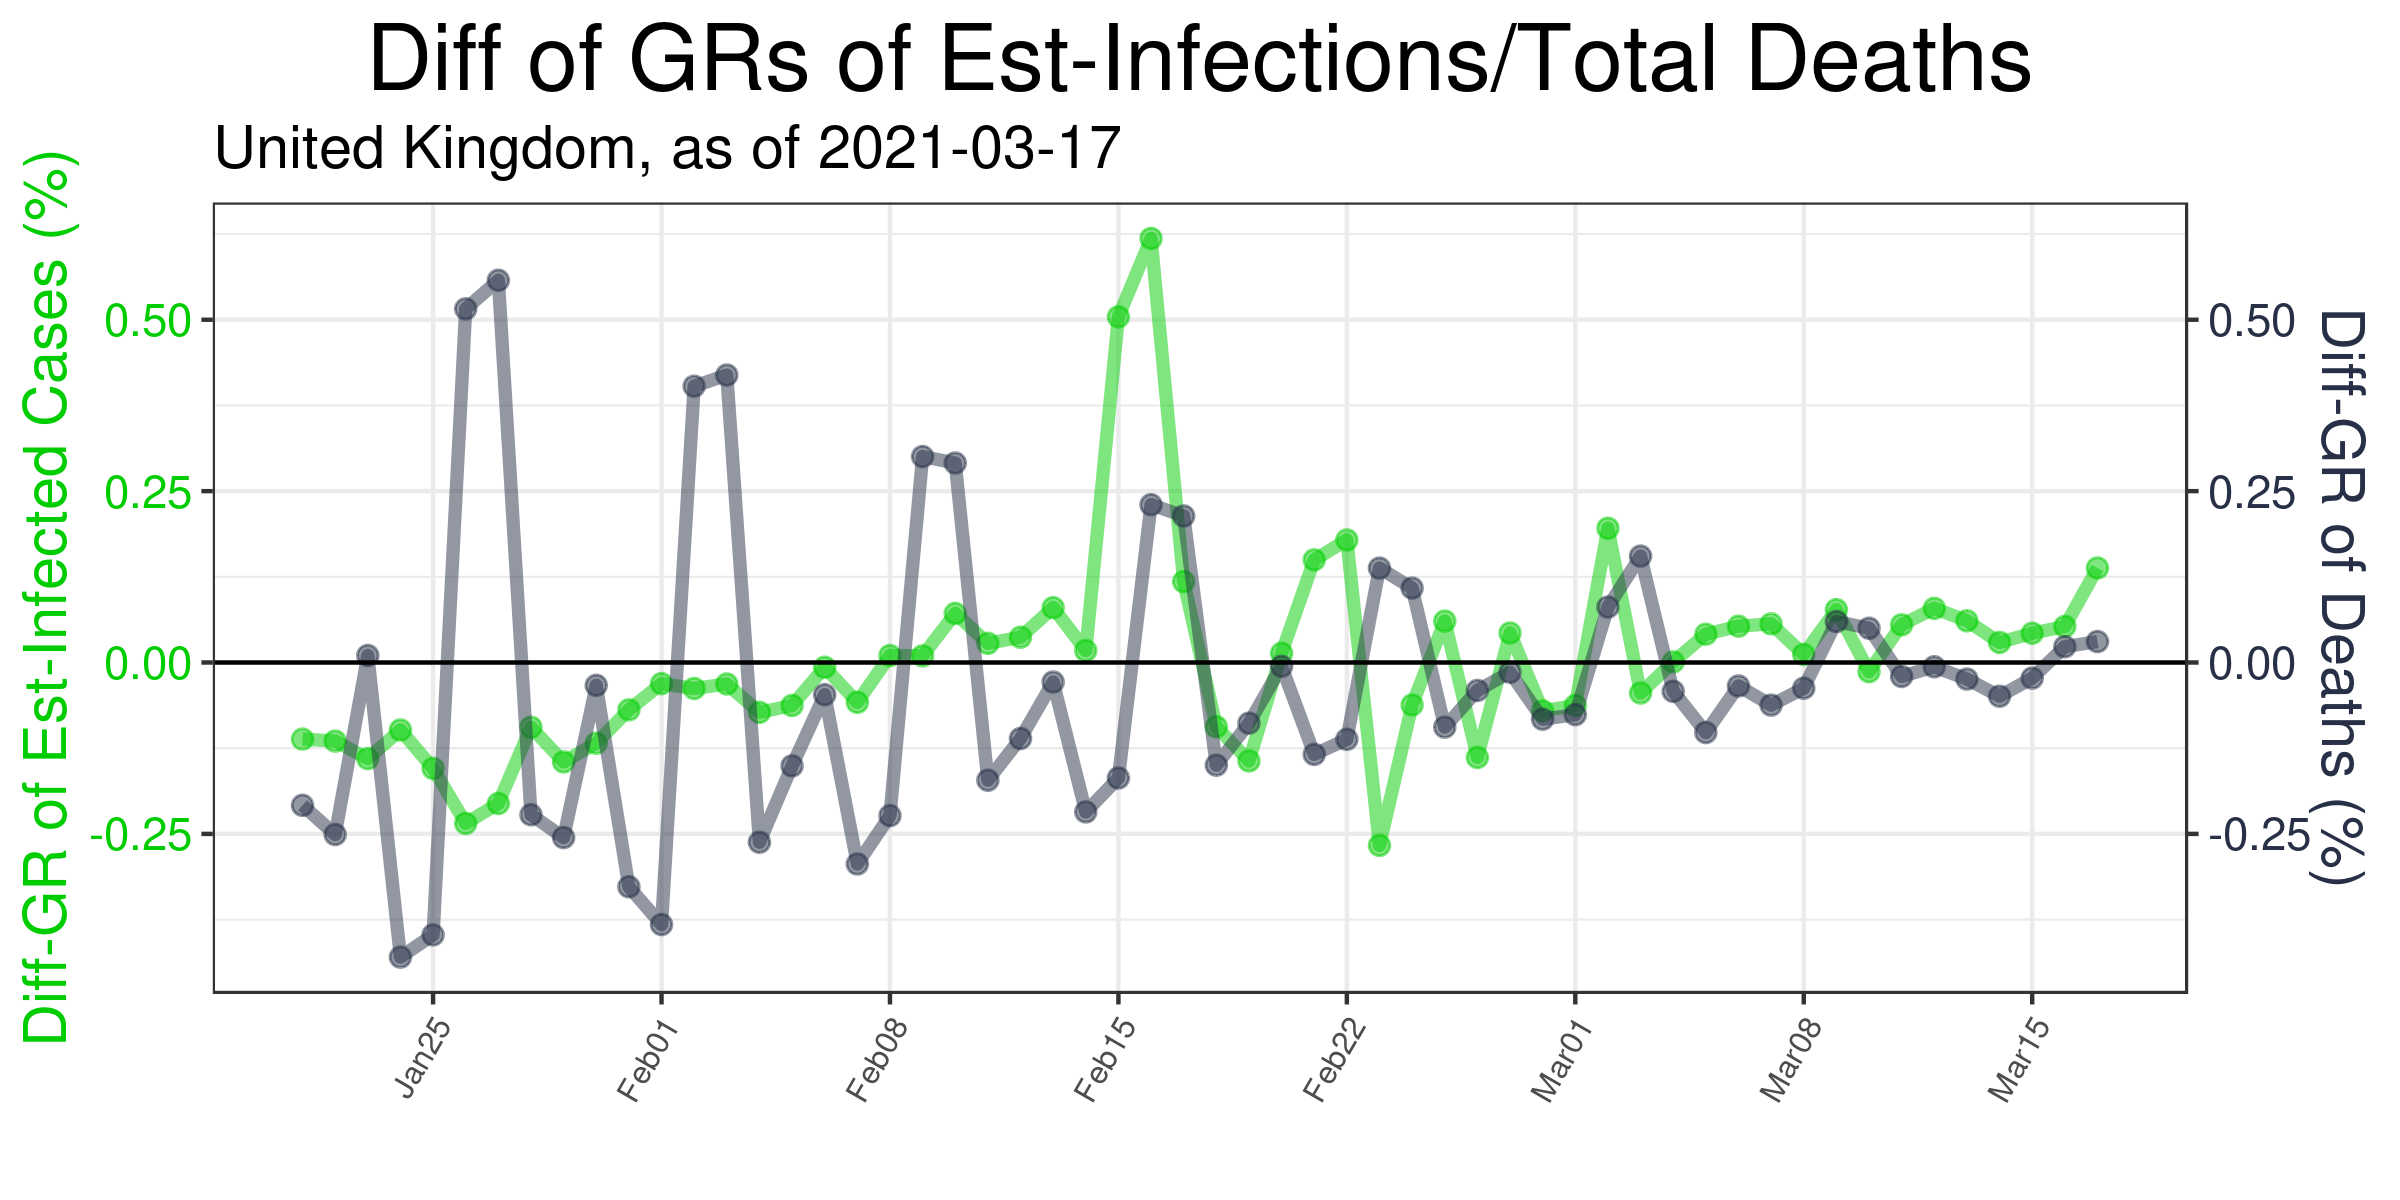 Diff of GRs of Est-Infections/Total Deaths
United Kingdom, as of 2021-03-17
Diff-GR of Est-Infected Cases (%)
0.50
0.25
0.00
-0.25
0.50
0.25
0.00
-0.25
Diff-GR of Deaths (%)
Jan25
Feb01
Feb08
Feb15
Feb22
Mar01
Mar08
Mar15